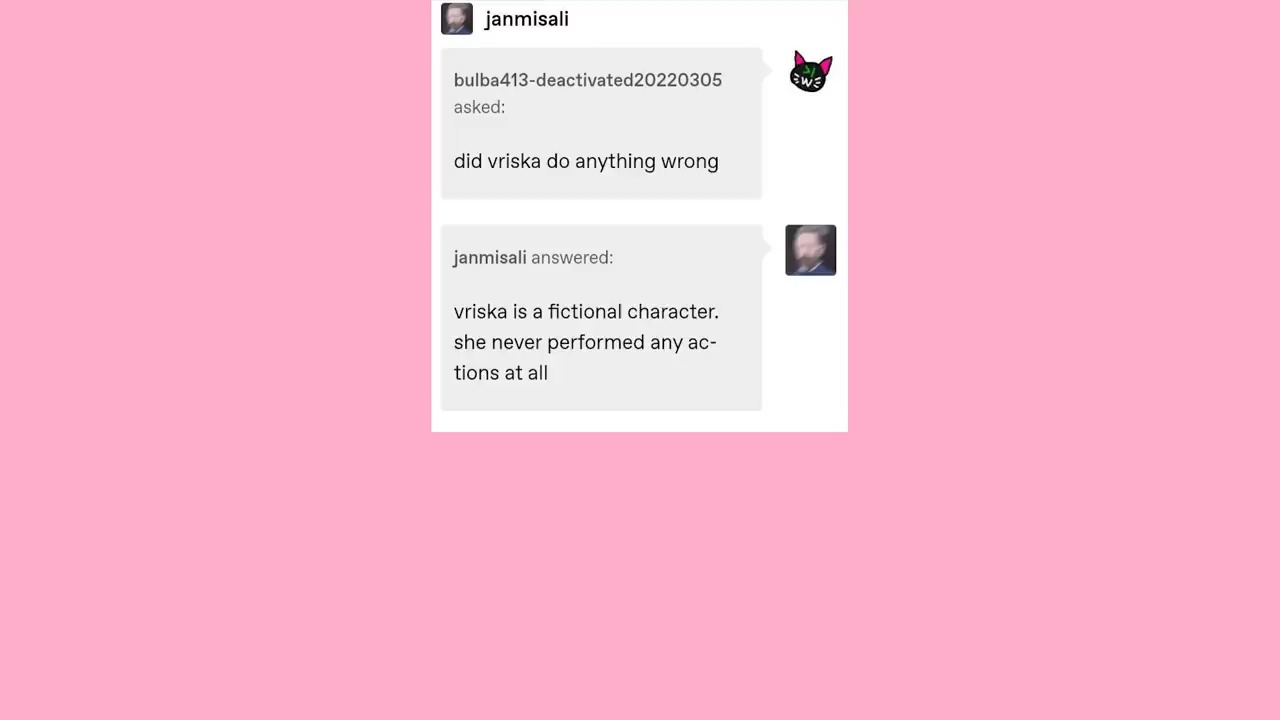 janmisali
bulba413-deactivated20220305
asked:
did vriska do anything wrong
janmisali answered:
vriska is a fictional character.
she never performed any ac-
tions at all